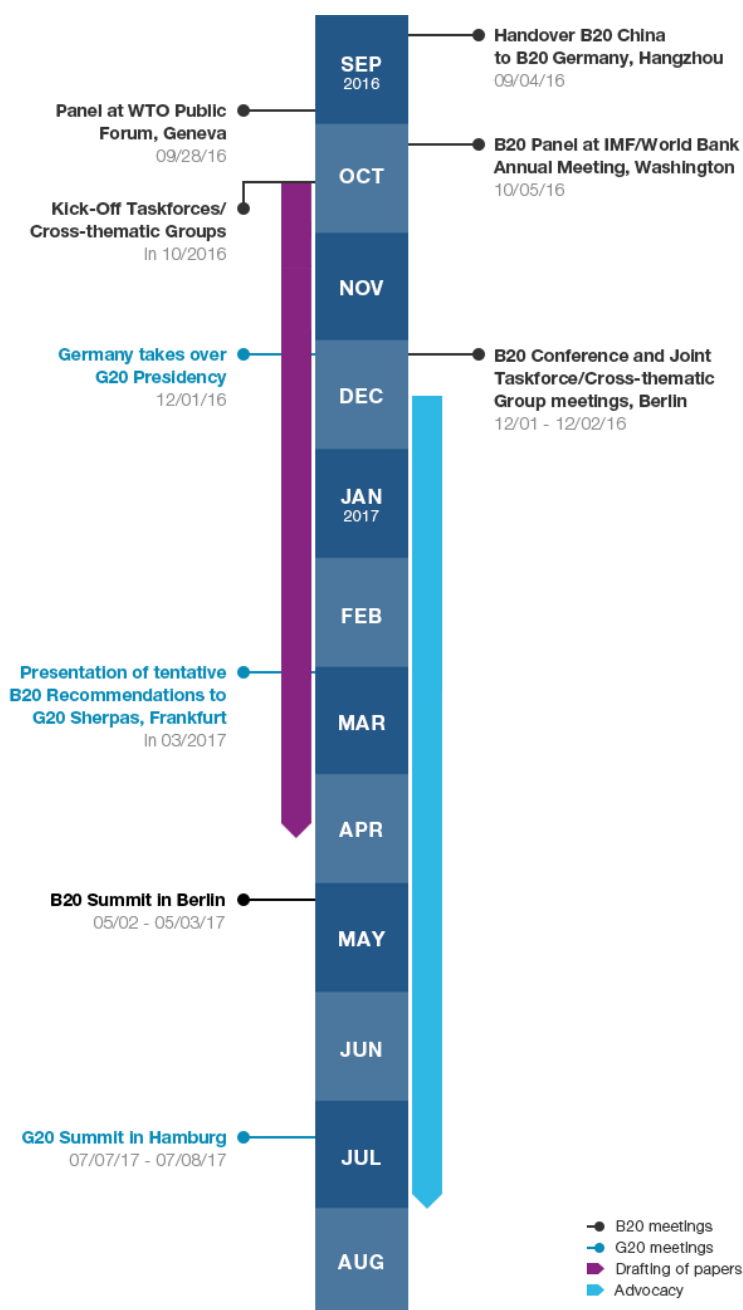 SEP
2016
Handover B20 China
to B20 Germany, Hangzhou
09/04/16
Panel at WTO Public
Forum, Geneva
09/28/16
OCT
B20 Panel at IMF/World Bank
Annual Meeting, Washington
10/05/16
Kick-Off Taskforces/
Cross-thematic Groups
In 10/2016
NOV
Germany takes over
G20 Presidency
12/01/16
DEC
B20 Conference and Joint
Taskforce/Cross-thematic
Group meetings, Berlin
12/01 - 12/02/16
JAN
2017
FEB
Presentation of tentative
B20 Recommendations to
G20 Sherpas, Frankfurt
In 03/2017
MAR
APR
B20 Summit in Berlin
05/02 - 05/03/17
MAY
JUN
G20 Summit in Hamburg
07/07/17 - 07/08/17
JUL
AUG
B20 meetings
G20 meetings
Drafting of papers
Advocacy